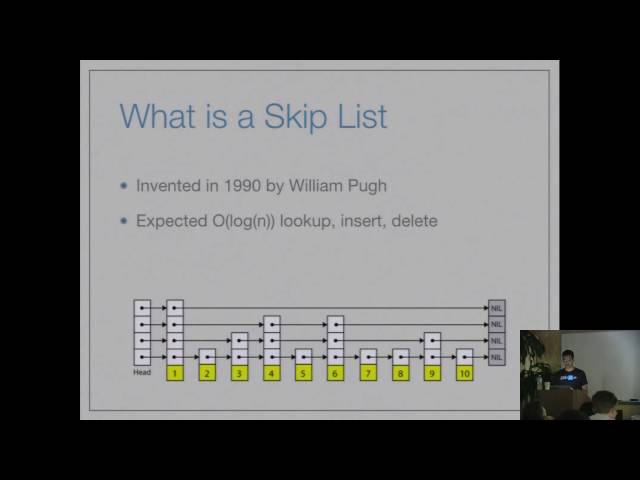 What is a Skip List
Invented in 1990 by William Pugh
Expected O(log(n)) lookup, insert, delete
NIL
NIL
NIL
NIL
Head 1 2 3 4 5 6 7 8 9 10